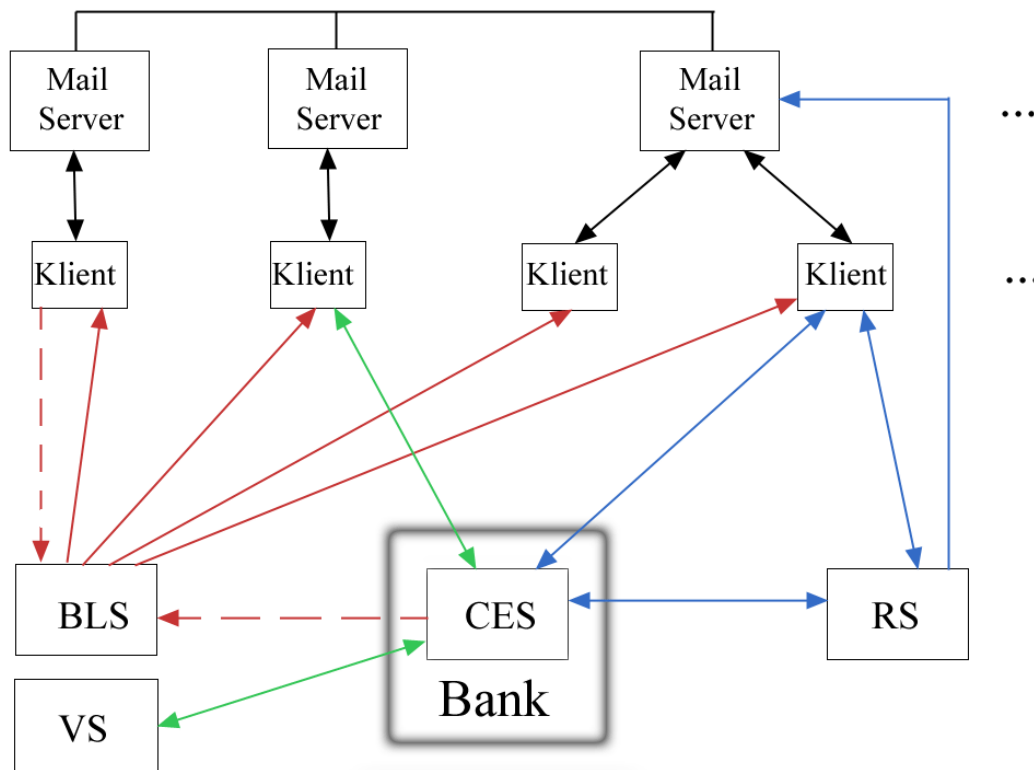 Mail
Server
Mail
Server
Mail
Server
...
Klient
Klient
Klient
Klient
...
BLS
CES
RS
Bank
VS